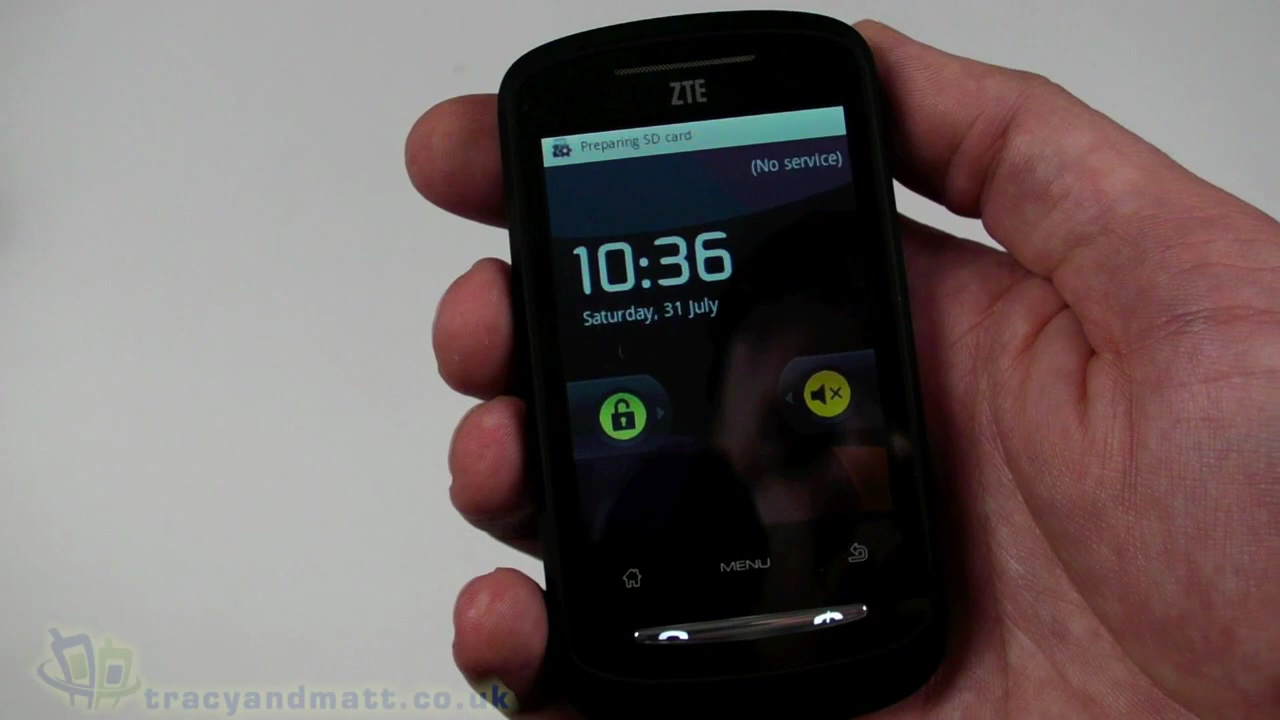 ZTE
Preparing SD card
(No service)
10:36
Saturday, 31 July
MENU
tracyandmatt.co.uk